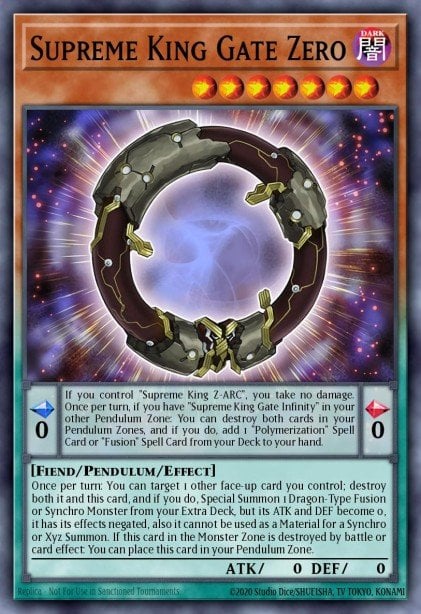 SUPREME KING GATE ZERO
DARK
闇
If you control "Supreme King Z-ARC", you take no damage.
Once per turn, if you have "Supreme King Gate Infinity" in your
other Pendulum Zone: You can destroy both cards in your
Pendulum Zones, and if you do, add 1 "Polymerization" Spell
Card or "Fusion" Spell Card from your Deck to your hand.
0
0
[FIEND/PENDULUM/EFFECT]
Once per turn: You can target 1 other face-up card you control; destroy
both it and this card, and if you do, Special Summon 1 Dragon-Type Fusion
or Synchro Monster from your Extra Deck, but its ATK and DEF become 0,
it has its effects negated, also it cannot be used as a Material for a Synchro
or Xyz Summon. If this card in the Monster Zone is destroyed by battle or
card effect: You can place this card in your Pendulum Zone.
ATK/ 0 DEF/ 0
Replica - Not For Use in Sanctioned Tournaments
©2020 Studio Dice/SHUEISHA, TV TOKYO, KONAMI